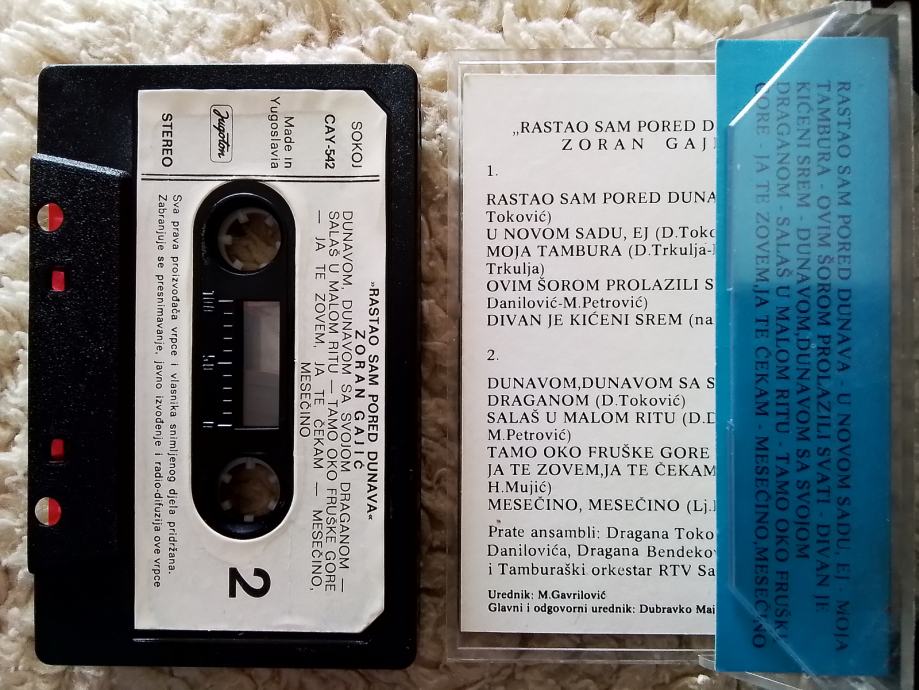 SOKOJ
CAY-542
Made in
Yugoslavia
Jugoton
STEREO
»RASTAO SAM PORED DUNAVA«
ZORAN GAJIĆ
DUNAVOM, DUNAVOM SA SVOJOM DRAGANOM —
SALAŠ U MALOM RITU — TAMO OKO FRUŠKE GORE
— JA TE ZOVEM, JA TE ČEKAM — MESEČINO,
MESEČINO
100
50
0
2
Sva prava proizvođača vrpce i vlasnika snimljenog djela pridržana.
Zabranjuje se presnimavanje, javno izvođenje i radio-difuzija ove vrpce
„RASTAO SAM PORED D
ZORAN GAJ
1.
RASTAO SAM PORED DUNA
Toković)
U NOVOM SADU, EJ (D.Toko
MOJA TAMBURA (D.Trkulja-
Trkulja)
OVIM ŠOROM PROLAZILI S
Danilović-M.Petrović)
DIVAN JE KIĆENI SREM (na
2.
DUNAVOM,DUNAVOM SA S
DRAGANOM (D.Toković)
SALAŠ U MALOM RITU (D.D
M.Petrović)
TAMO OKO FRUŠKE GORE
JA TE ZOVEM,JA TE ČEKAM
H.Mujić)
MESEČINO, MESEČINO (Lj.
Prate ansambli: Dragana Toko
Danilovića, Dragana Bendeko
i Tamburaški orkestar RTV Sa
Urednik: M.Gavrilović
Glavni i odgovorni urednik: Dubravko Maj
RASTAO SAM PORED DUNAVA - U NOVOM SADU, EJ - MOJA
TAMBURA - OVIM ŠOROM PROLAZILI SVATI - DIVAN JE
KIĆENI SREM - DUNAVOM,DUNAVOM SA SVOJOM
DRAGANOM - SALAŠ U MALOM RITU - TAMO OKO FRUŠKE
GORE - JA TE ZOVEM,JA TE ČEKAM - MESEČINO,MESEČINO